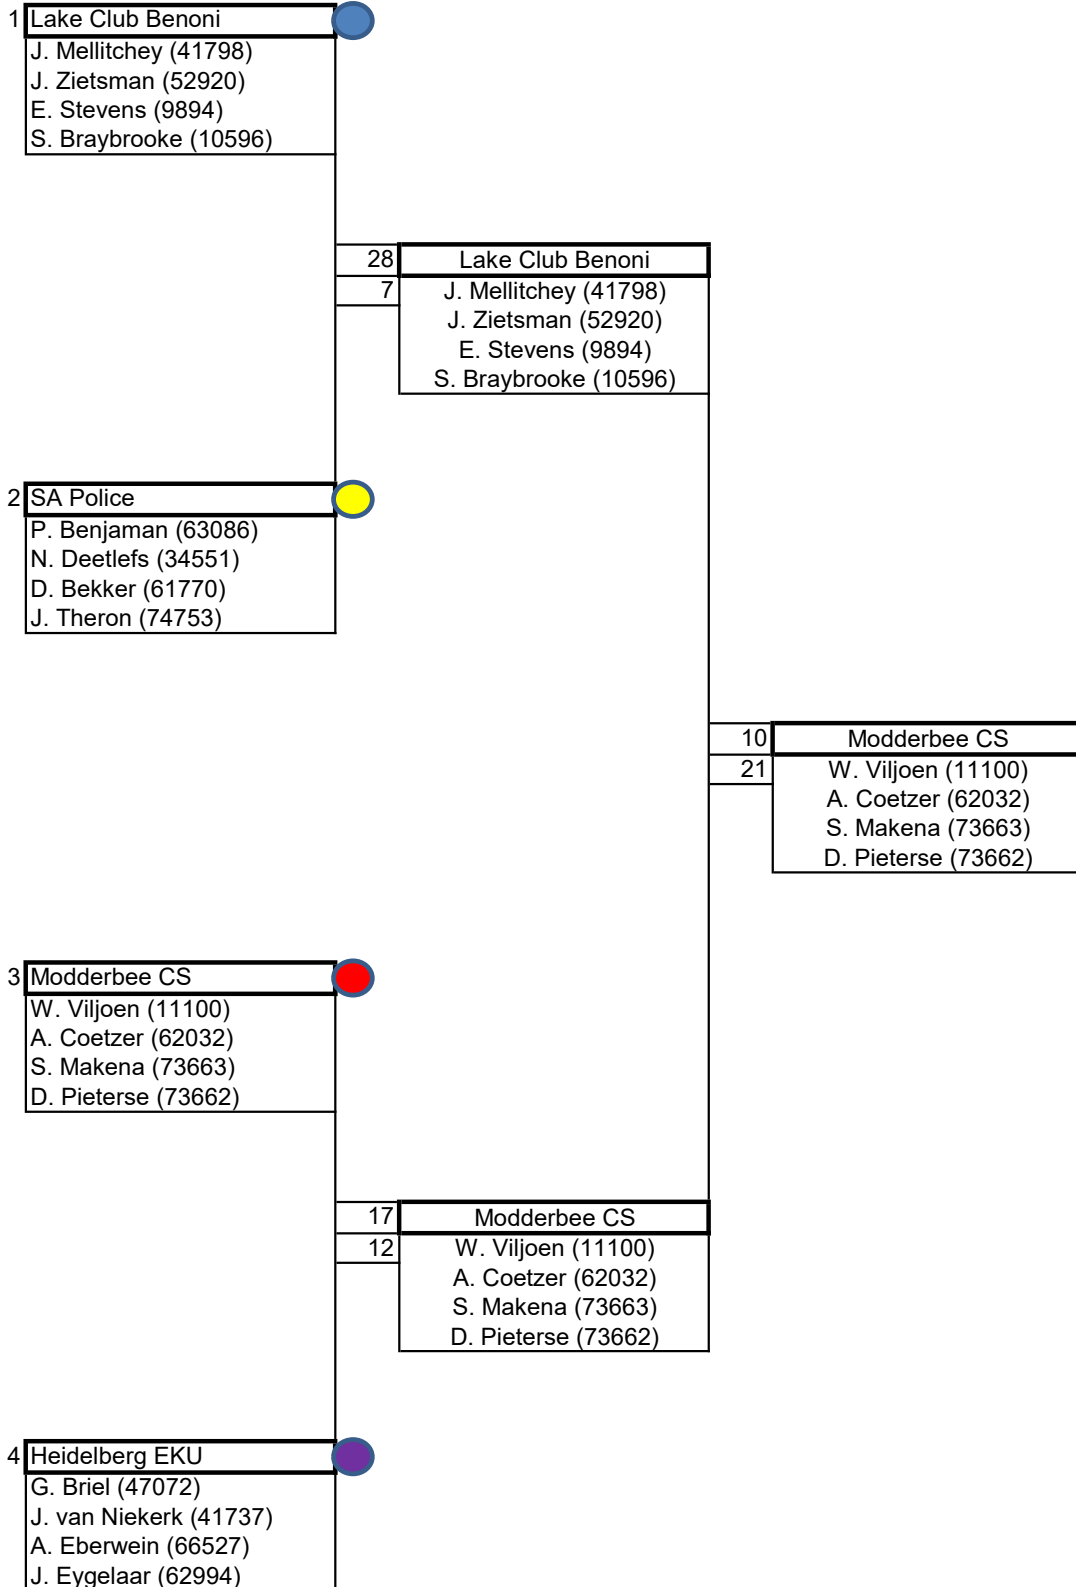 1 Lake Club Benoni
J. Mellitchey (41798)
J. Zietsman (52920)
E. Stevens (9894)
S. Braybrooke (10596)
28 Lake Club Benoni
7 J. Mellitchey (41798)
J. Zietsman (52920)
E. Stevens (9894)
S. Braybrooke (10596)
2 SA Police
P. Benjaman (63086)
N. Deetlefs (34551)
D. Bekker (61770)
J. Theron (74753)
10 Modderbee CS
21 W. Viljoen (11100)
A. Coetzer (62032)
S. Makena (73663)
D. Pieterse (73662)
3 Modderbee CS
W. Viljoen (11100)
A. Coetzer (62032)
S. Makena (73663)
D. Pieterse (73662)
17 Modderbee CS
12 W. Viljoen (11100)
A. Coetzer (62032)
S. Makena (73663)
D. Pieterse (73662)
4 Heidelberg EKU
G. Briel (47072)
J. van Niekerk (41737)
A. Eberwein (66527)
J. Eygelaar (62994)